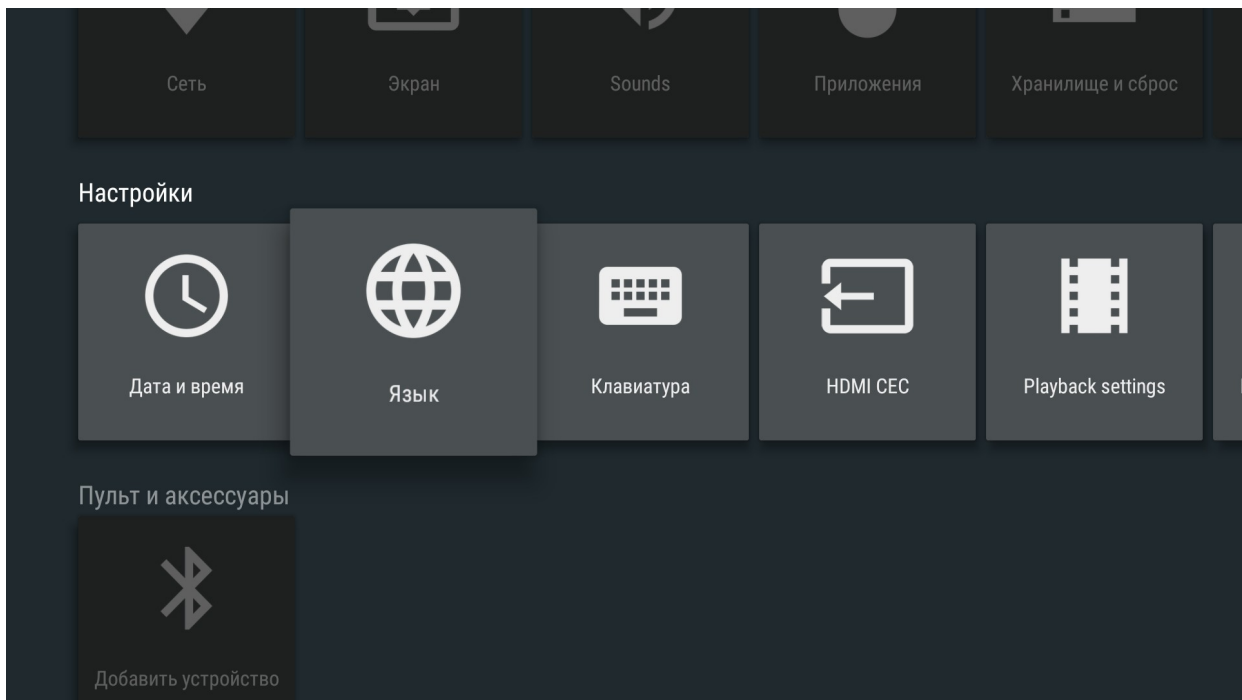 Сеть
Экран
Sounds
Приложения
Хранилище и сброс
Настройки
Дата и время
Язык
Клавиатура
HDMI CEC
Playback settings
Пульт и аксессуары
Добавить устройство